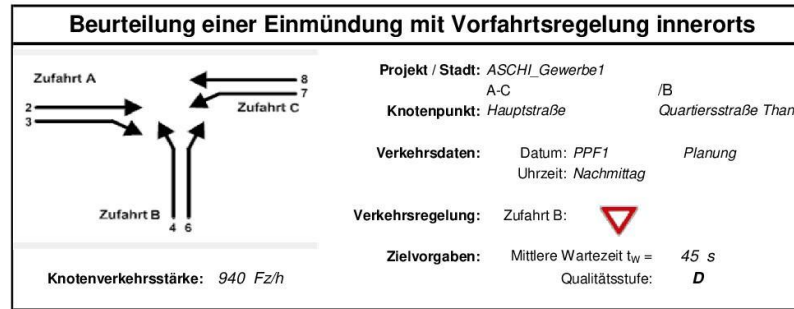 Beurteilung einer Einmündung mit Vorfahrtsregelung innerorts
Zufahrt A
8
7
Zufahrt C
2
3
Zufahrt B
4 6
Knotenverkehrsstärke: 940 Fz/h
Projekt / Stadt: ASCHI_Gewerbe1
A-C /B
Knotenpunkt: Hauptstraße Quartiersstraße Than
Verkehrsdaten: Datum: PPF1 Planung
Uhrzeit: Nachmittag
Verkehrsregelung: Zufahrt B:
Zielvorgaben: Mittlere Wartezeit tw = 45 s
Qualitätsstufe: D